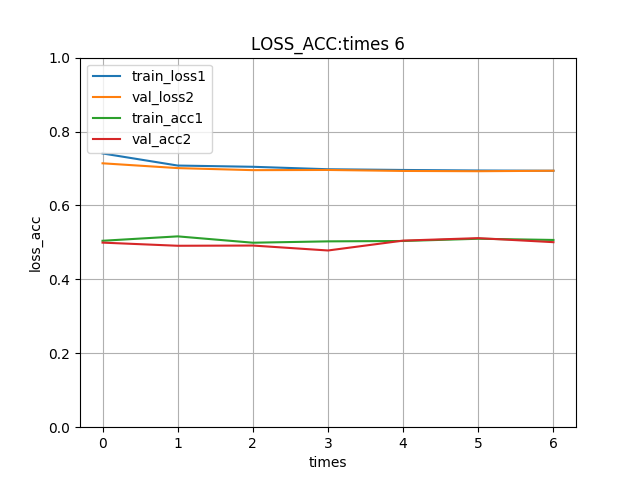 LOSS_ACC:times 6
train_loss1
val_loss2
train_acc1
val_acc2
1.0
0.8
0.6
0.4
0.2
0.0
loss_acc
0 1 2 3 4 5 6
times